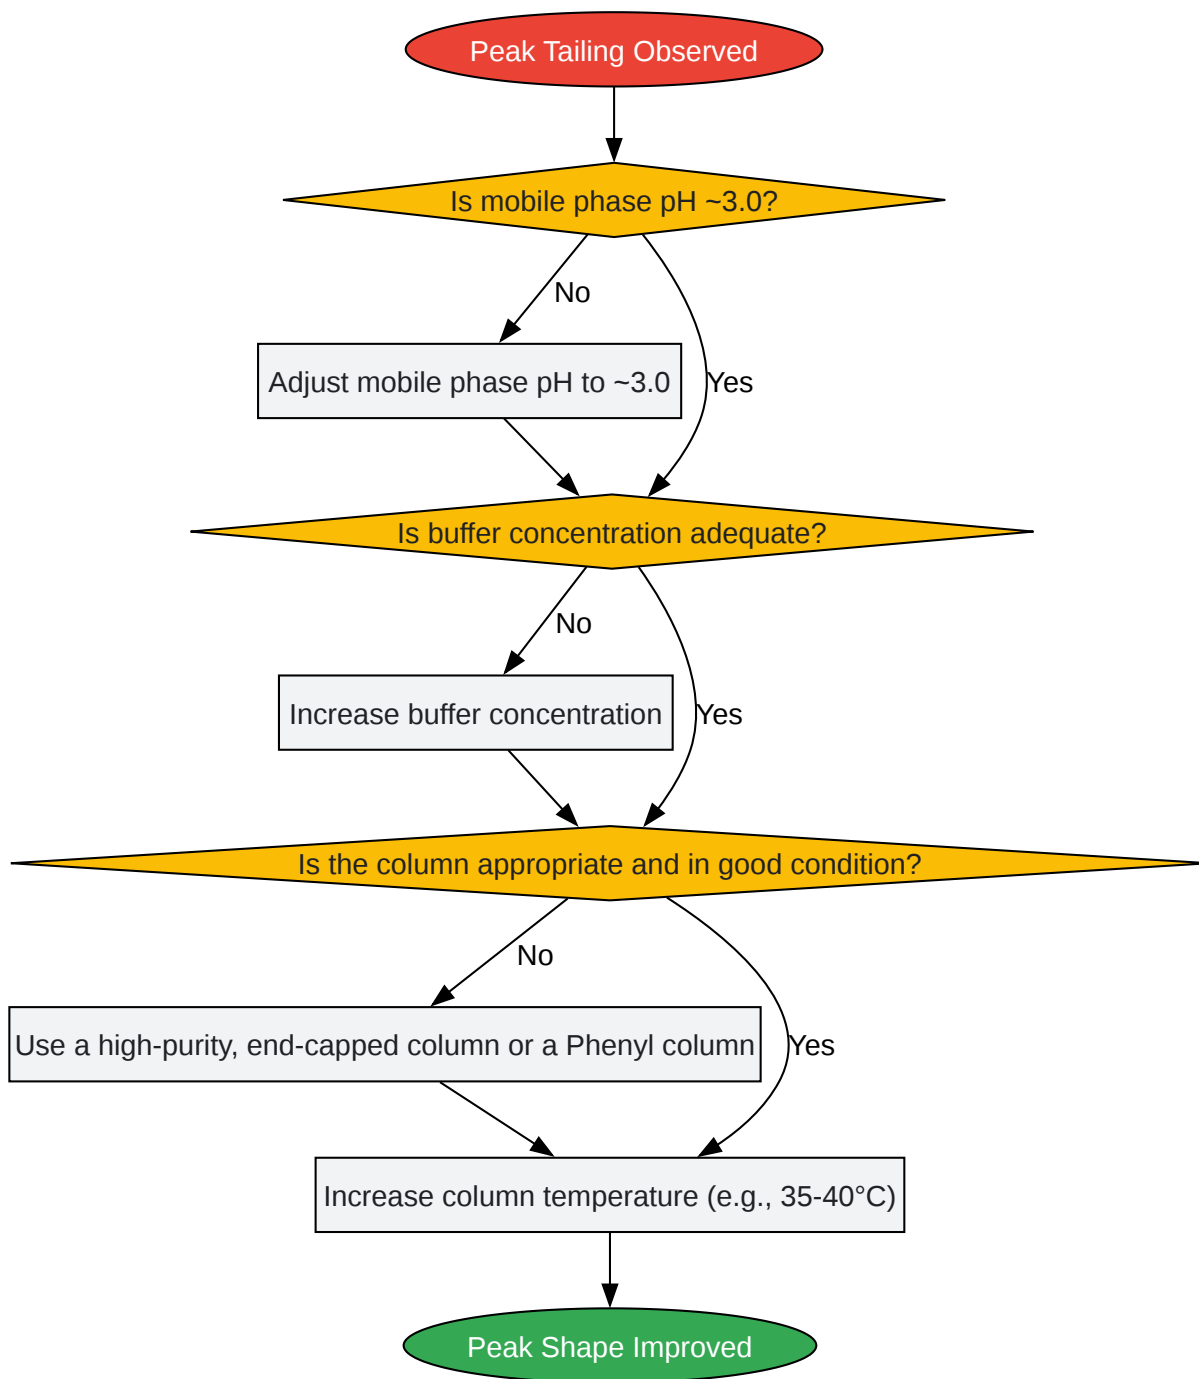 Peak Tailing Observed
Is mobile phase pH ~3.0?
No
Adjust mobile phase pH to ~3.0
Yes
Is buffer concentration adequate?
No
Increase buffer concentration
Yes
Is the column appropriate and in good condition?
No
Use a high-purity, end-capped column or a Phenyl column
Yes
Increase column temperature (e.g., 35-40°C)
Peak Shape Improved